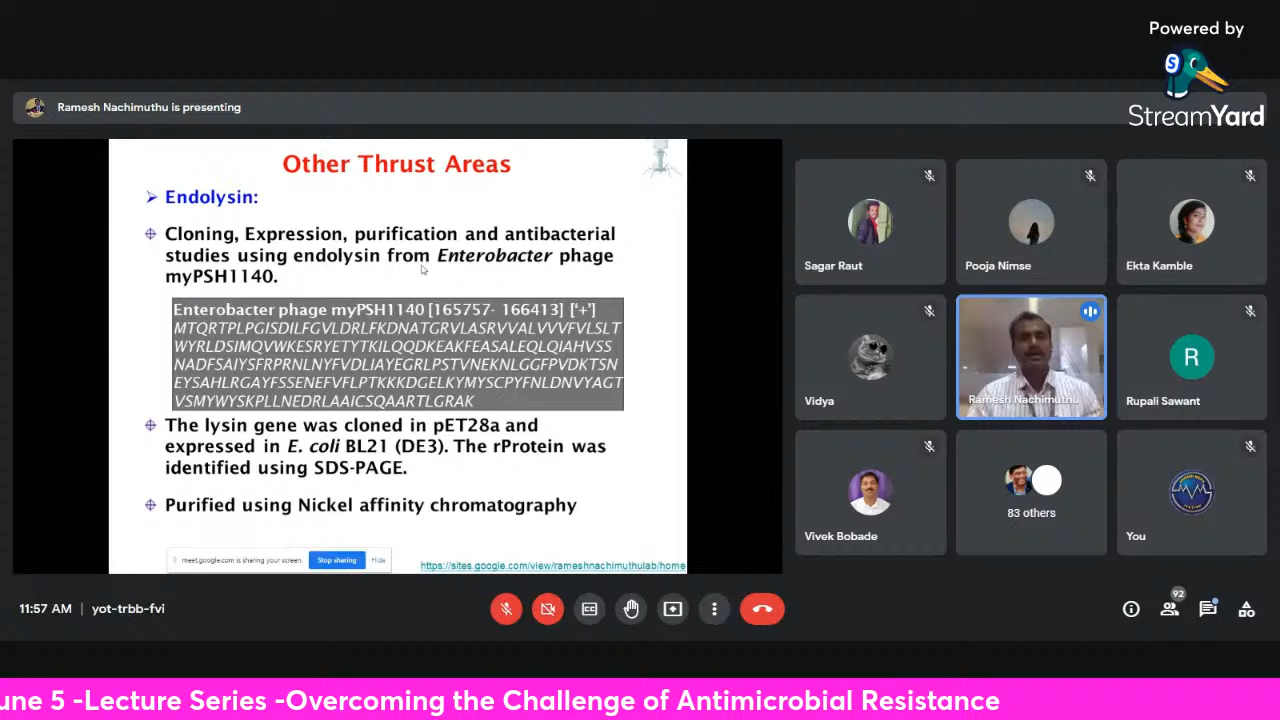 Powered by
S
StreamYard
Ramesh Nachimuthu is presenting
Other Thrust Areas
Endolysin:
Cloning, Expression, purification and antibacterial
studies using endolysin from Enterobacter phage
myPSH1140.
Enterobacter phage myPSH1140 [165757- 166413] ['+']
MTQRTPLPGISDILFGVLDRLFKDNATGRVLASRVVALVVVFVLSLT
WYRLDSIMQVWKESRYETYTKILQQDKEAKFEASALEQLQIAHVSS
NADFSAIYSFRPRNLNYFVDLIAYEGRLPSTVNEKNLGGFPVDKTSN
EYSAHLRGAYFSSENEFVFLPTKKKDGELKYMYSCPYFNLDNVYAGT
VSMYWYSKPLLNEDRLAAICSQAARTLGRAK
The lysin gene was cloned in pET28a and
expressed in E. coli BL21 (DE3). The rProtein was
identified using SDS-PAGE.
Purified using Nickel affinity chromatography
meet.google.com is sharing your screen.
Stop sharing
Hide
https://sites.google.com/view/rameshnachimuthulab/home
Sagar Raut
Pooja Nimse
Ekta Kamble
Vidya
Ramesh Nachimuthu
R
Rupali Sawant
Vivek Bobade
83 others
You
11:57 AM | yot-trbb-fvi
92
une 5 -Lecture Series -Overcoming the Challenge of Antimicrobial Resistance